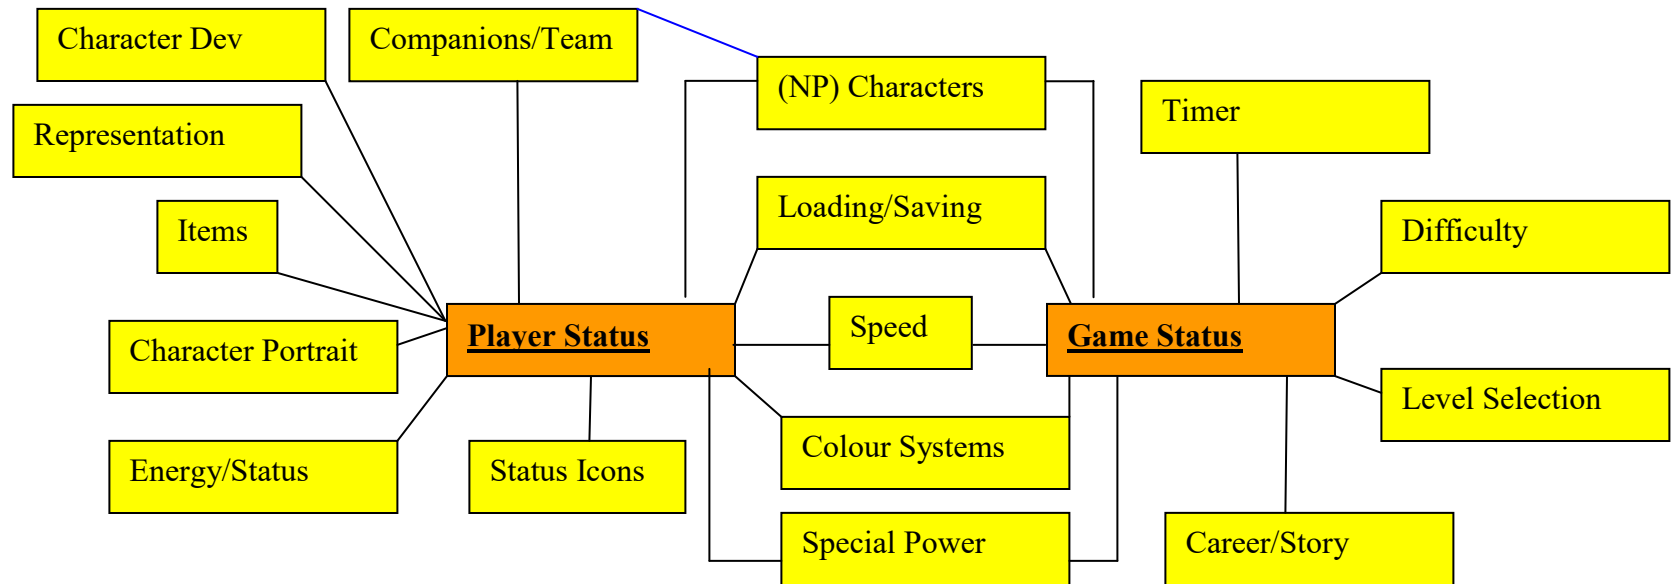 Character Dev
Companions/Team
(NP) Characters
Timer
Representation
Loading/Saving
Items
Difficulty
Player Status
Speed
Game Status
Character Portrait
Level Selection
Energy/Status
Status Icons
Colour Systems
Special Power
Career/Story